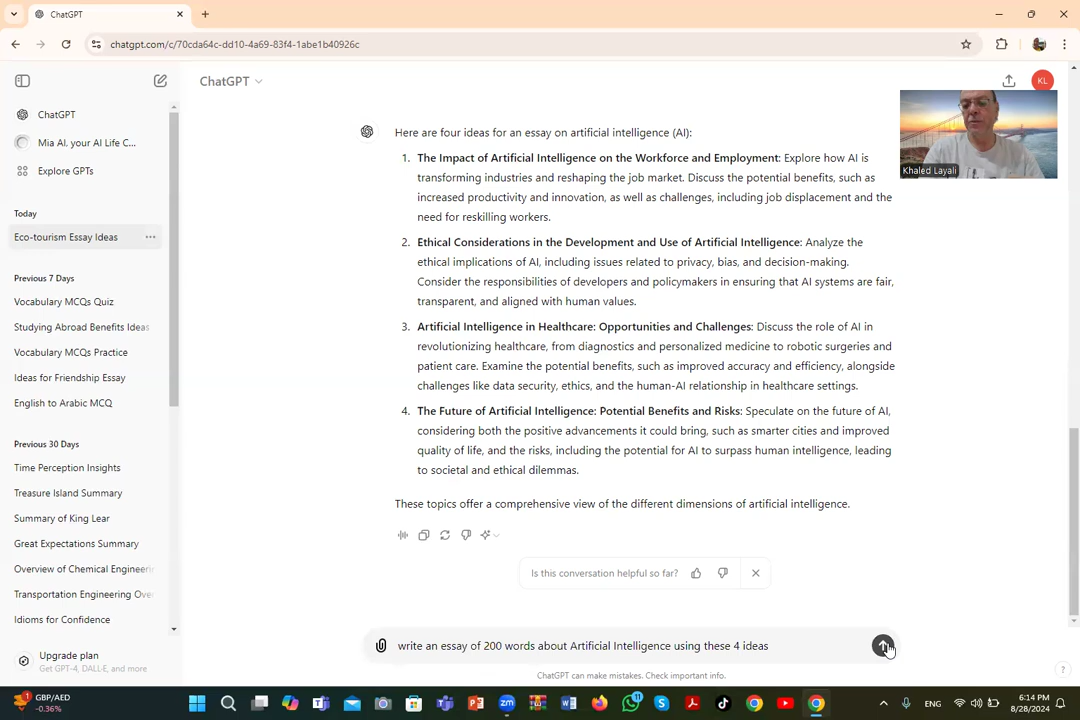 ChatGPT
chatgpt.com/c/70cda64c-dd10-4a69-83f4-1abe1b40926c
ChatGPT
Mia AI, your AI Life C...
Explore GPTs
Today
Eco-tourism Essay Ideas
Previous 7 Days
Vocabulary MCQs Quiz
Studying Abroad Benefits Ideas
Vocabulary MCQs Practice
Ideas for Friendship Essay
English to Arabic MCQ
Previous 30 Days
Time Perception Insights
Treasure Island Summary
Summary of King Lear
Great Expectations Summary
Overview of Chemical Engineerin
Transportation Engineering Over
Idioms for Confidence
Upgrade plan
Get GPT-4, DALL·E, and more
ChatGPT
KL
Khaled Layali
Here are four ideas for an essay on artificial intelligence (AI):
1. The Impact of Artificial Intelligence on the Workforce and Employment: Explore how AI is
transforming industries and reshaping the job market. Discuss the potential benefits, such as
increased productivity and innovation, as well as challenges, including job displacement and the
need for reskilling workers.
2. Ethical Considerations in the Development and Use of Artificial Intelligence: Analyze the
ethical implications of AI, including issues related to privacy, bias, and decision-making.
Consider the responsibilities of developers and policymakers in ensuring that AI systems are fair,
transparent, and aligned with human values.
3. Artificial Intelligence in Healthcare: Opportunities and Challenges: Discuss the role of AI in
revolutionizing healthcare, from diagnostics and personalized medicine to robotic surgeries and
patient care. Examine the potential benefits, such as improved accuracy and efficiency, alongside
challenges like data security, ethics, and the human-AI relationship in healthcare settings.
4. The Future of Artificial Intelligence: Potential Benefits and Risks: Speculate on the future of AI,
considering both the positive advancements it could bring, such as smarter cities and improved
quality of life, and the risks, including the potential for AI to surpass human intelligence, leading
to societal and ethical dilemmas.
These topics offer a comprehensive view of the different dimensions of artificial intelligence.
Is this conversation helpful so far?
write an essay of 200 words about Artificial Intelligence using these 4 ideas
ChatGPT can make mistakes. Check important info.
?
GBP/AED
-0.36%
11
ENG
6:14 PM
8/28/2024